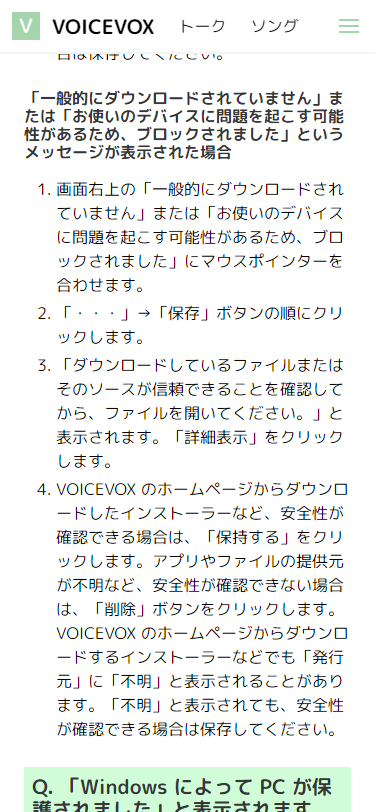 V VOICEVOX トーク ソング
合は保存してください。
「一般的にダウンロードされていません」ま
たは「お使いのデバイスに問題を起こす可能
性があるため、ブロックされました」という
メッセージが表示された場合
1. 画面右上の「一般的にダウンロードされ
ていません」または「お使いのデバイス
に問題を起こす可能性があるため、ブロ
ックされました」にマウスポインターを
合わせます。
2. 「・・・」→「保存」ボタンの順にクリ
ックします。
3. 「ダウンロードしているファイルまたは
そのソースが信頼できることを確認して
から、ファイルを開いてください。」と
表示されます。「詳細表示」をクリック
します。
4. VOICEVOX のホームページからダウンロ
ードしたインストーラーなど、安全性が
確認できる場合は、「保持する」をクリ
ックします。アプリやファイルの提供元
が不明など、安全性が確認できない場合
は、「削除」ボタンをクリックします。
VOICEVOX のホームページからダウンロ
ードするインストーラーなどでも「発行
元」に「不明」と表示されることがあり
ます。「不明」と表示されても、安全性
が確認できる場合は保存してください。
Q. 「Windows によって PC が保
護されました」と表示されます